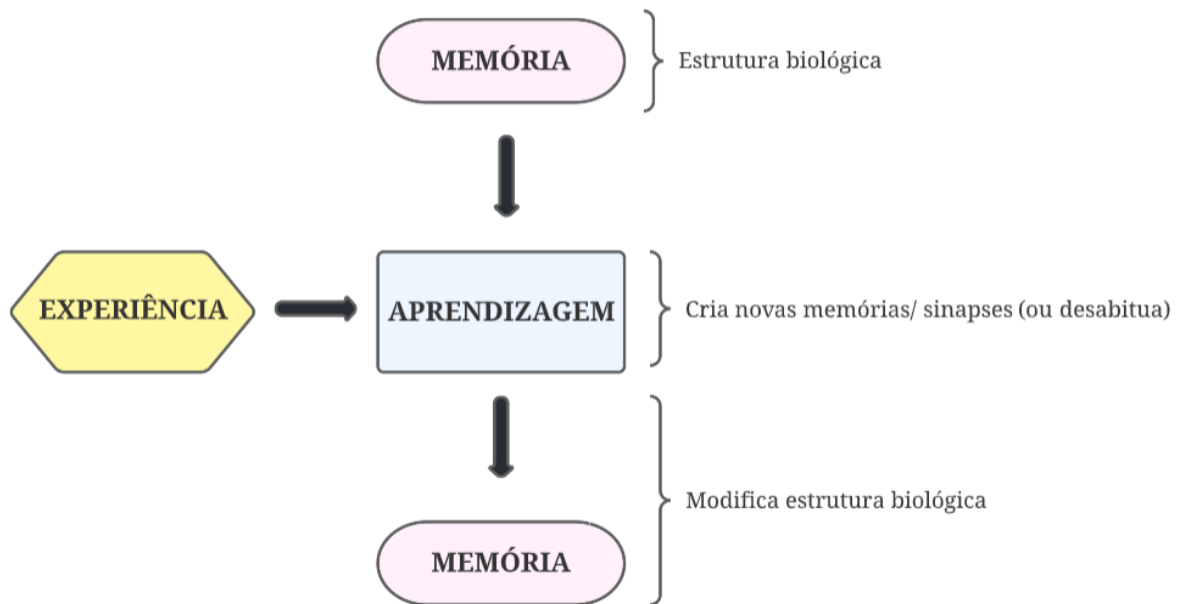 MEMÓRIA
Estrutura biológica
EXPERIÊNCIA
APRENDIZAGEM
Cria novas memórias/ sinapses (ou desabitua)
Modifica estrutura biológica
MEMÓRIA